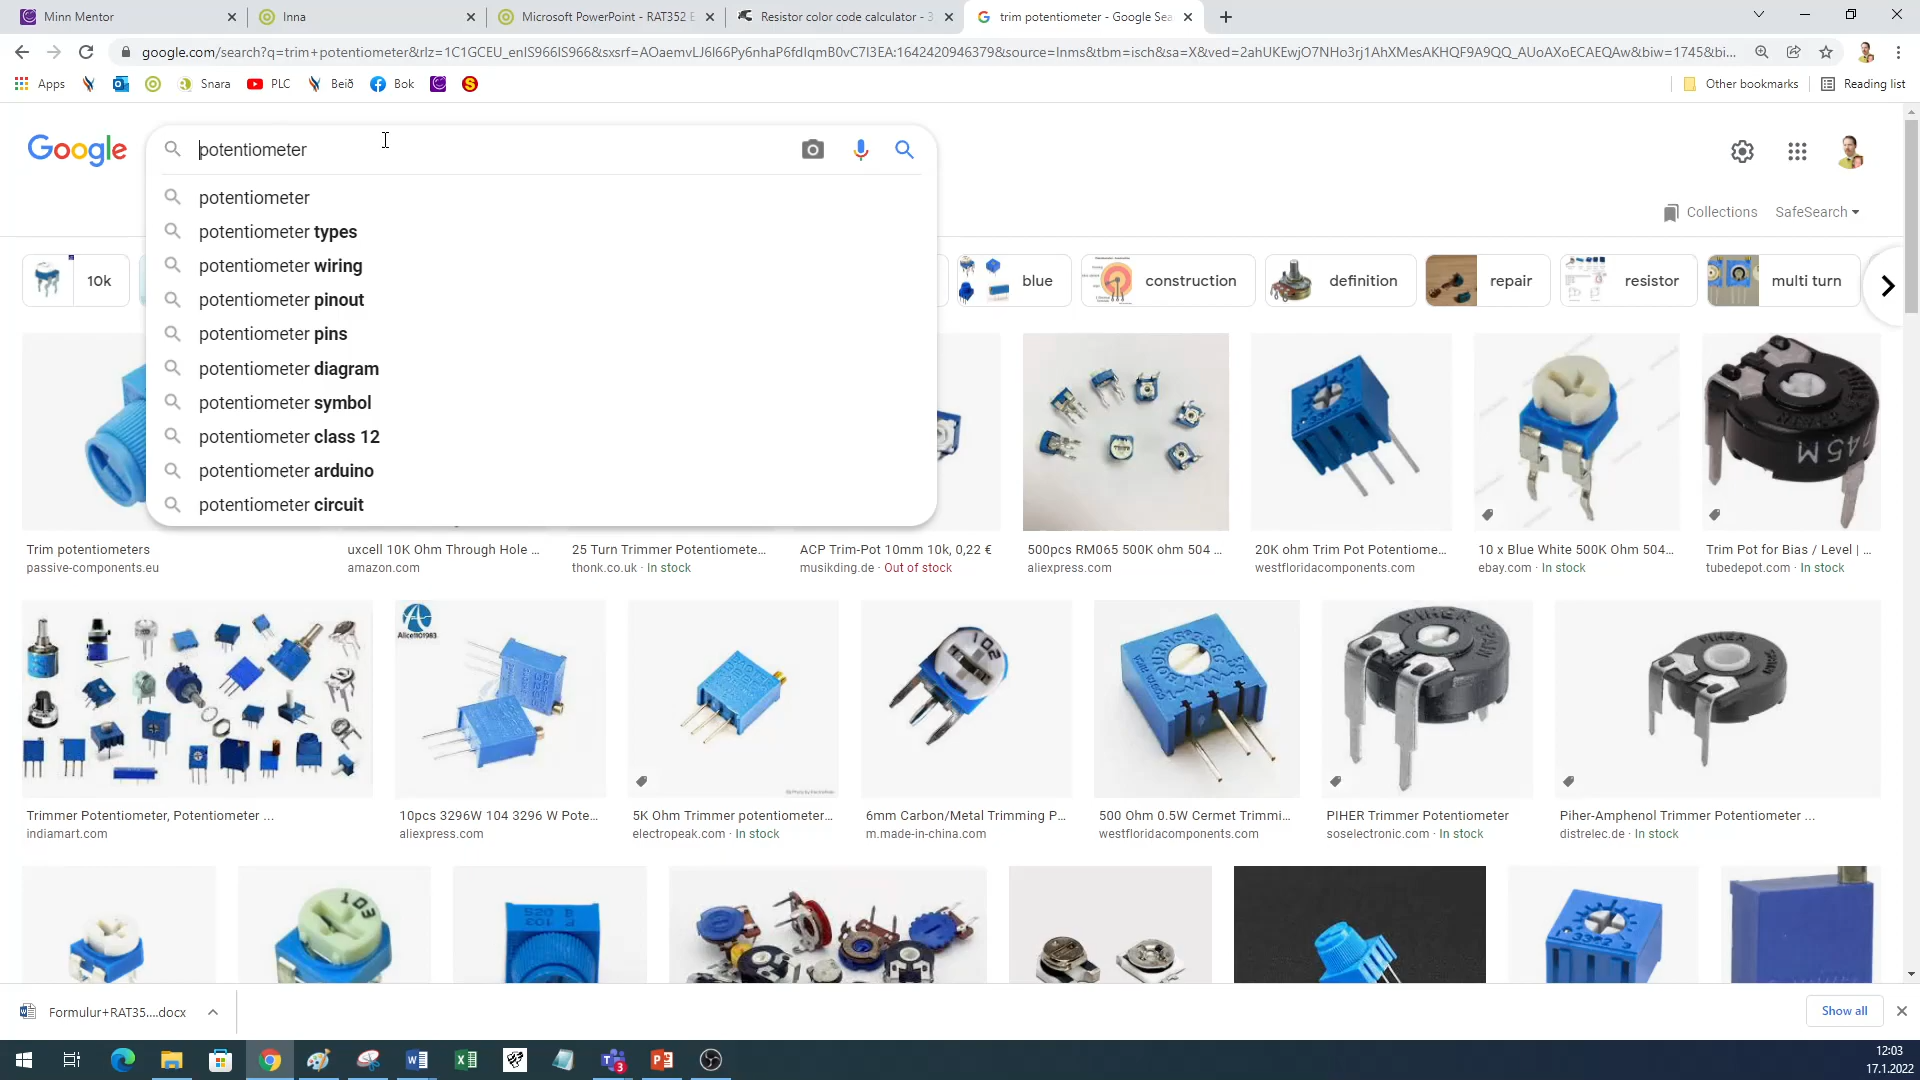 Minn Mentor
Inna
Microsoft PowerPoint - RAT352 E
Resistor color code calculator - 3
trim potentiometer - Google Sea
google.com/search?q=trim+potentiometer&rlz=1C1GCEU_enIS966IS966&sxsrf=AOaemvLJ6I66Py6nhaP6fdIqmB0vC7I3EA:1642420946379&source=lnms&tbm=isch&sa=X&ved=2ahUKEwjO7NHo3rj1AhXMesAKHQF9A9QQ_AUoAXoECAEQAw&biw=1745&bi...
Apps
Snara
PLC
Beið
Bok
Other bookmarks
Reading list
Google
potentiometer
potentiometer
potentiometer types
potentiometer wiring
potentiometer pinout
potentiometer pins
potentiometer diagram
potentiometer symbol
potentiometer class 12
potentiometer arduino
potentiometer circuit
Collections
SafeSearch
10k
blue
construction
definition
repair
resistor
multi turn
Trim potentiometers
passive-components.eu
uxcell 10K Ohm Through Hole ...
amazon.com
25 Turn Trimmer Potentiomete...
thonk.co.uk · In stock
ACP Trim-Pot 10mm 10k, 0,22 €
musikding.de · Out of stock
500pcs RM065 500K ohm 504 ...
aliexpress.com
20K ohm Trim Pot Potentiome...
westfloridacomponents.com
10 x Blue White 500K Ohm 504...
ebay.com · In stock
Trim Pot for Bias / Level | ...
tubedepot.com · In stock
Alice1101983
102
PIHER SPAIN
PIHER
Trimmer Potentiometer, Potentiometer ...
indiamart.com
10pcs 3296W 104 3296 W Pote...
aliexpress.com
5K Ohm Trimmer potentiometer...
electropeak.com · In stock
6mm Carbon/Metal Trimming P...
m.made-in-china.com
500 Ohm 0.5W Cermet Trimmi...
westfloridacomponents.com
PIHER Trimmer Potentiometer
soselectronic.com · In stock
Piher-Amphenol Trimmer Potentiometer ...
distrelec.de · In stock
103
Formulur+RAT35....docx
Show all
3
12:03
17.1.2022